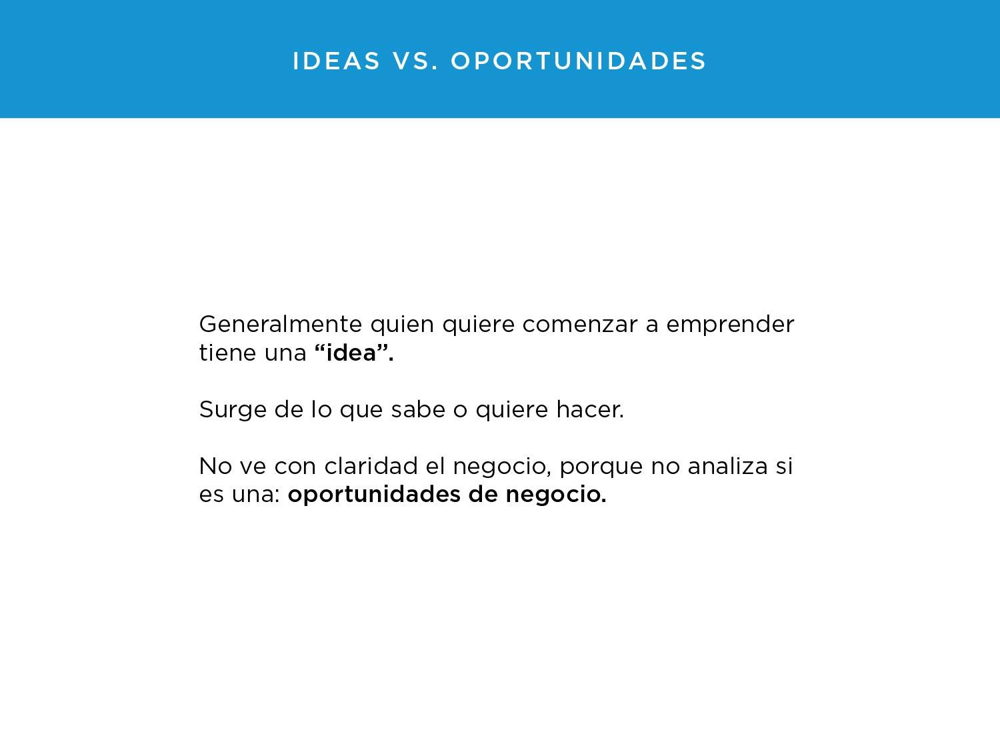 IDEAS VS. OPORTUNIDADES
Generalmente quien quiere comenzar a emprender
tiene una “idea”.
Surge de lo que sabe o quiere hacer.
No ve con claridad el negocio, porque no analiza si
es una: oportunidades de negocio.